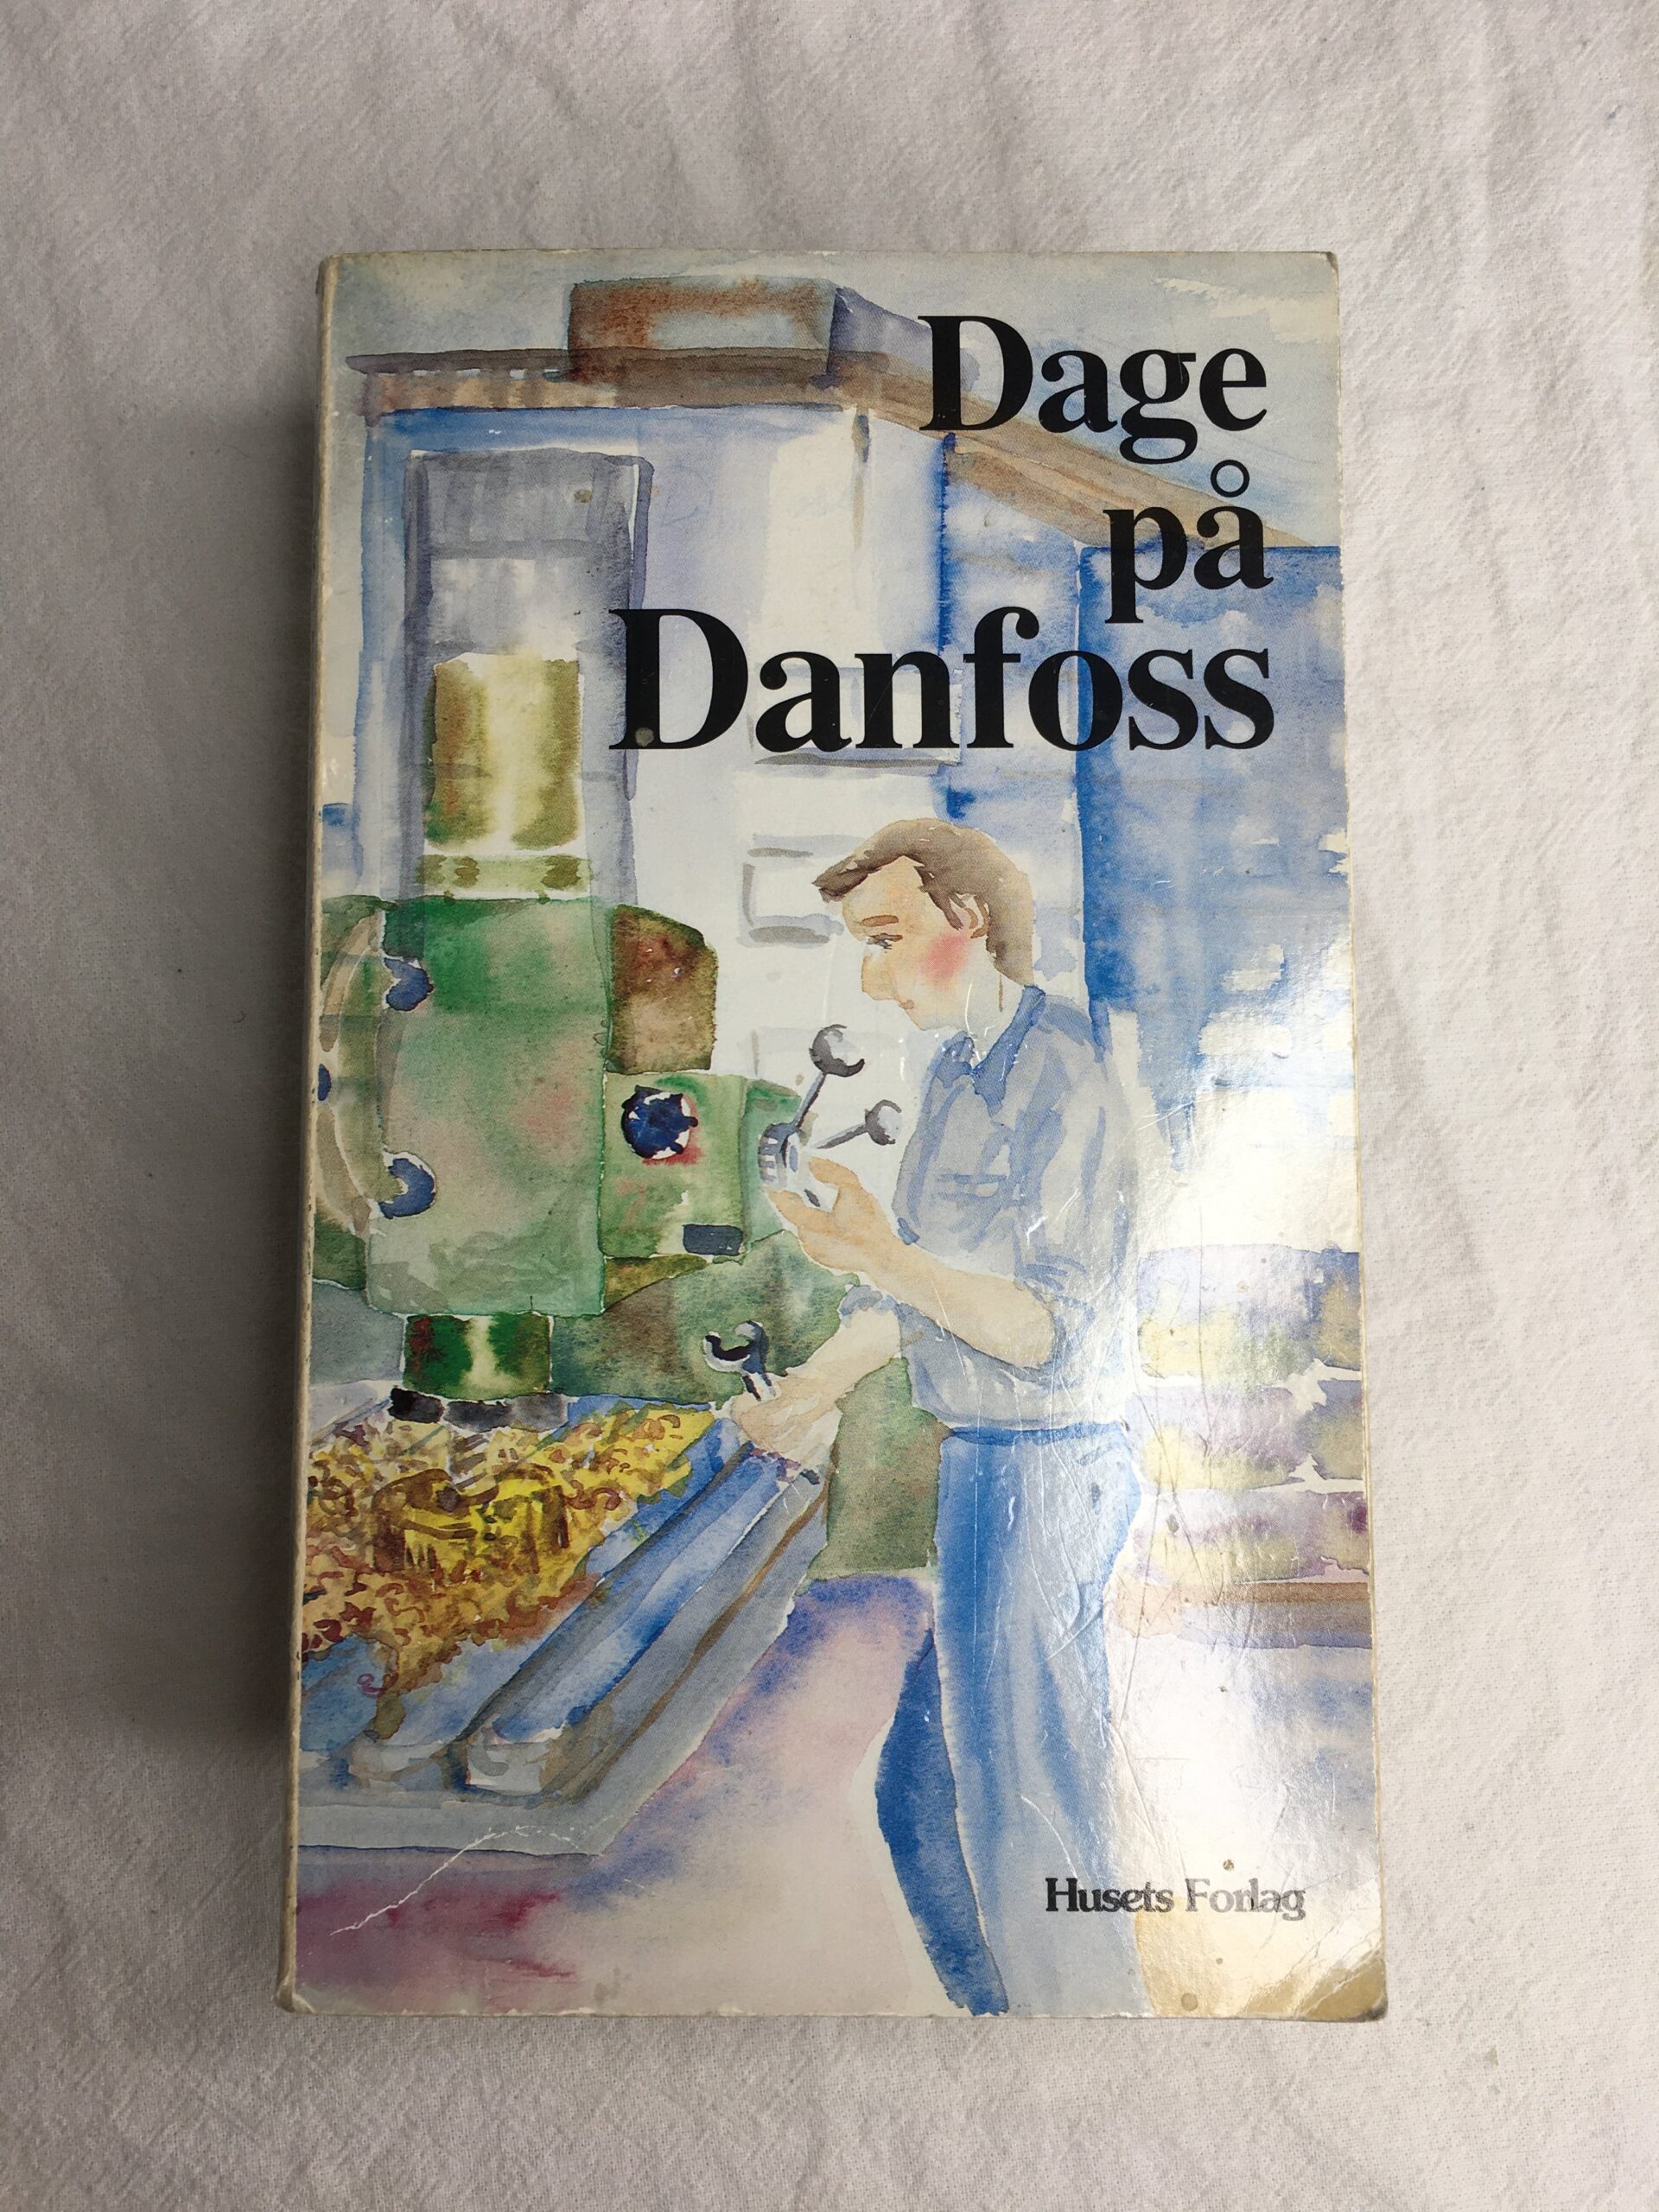 Dage
på
Danfoss
Husets Forlag